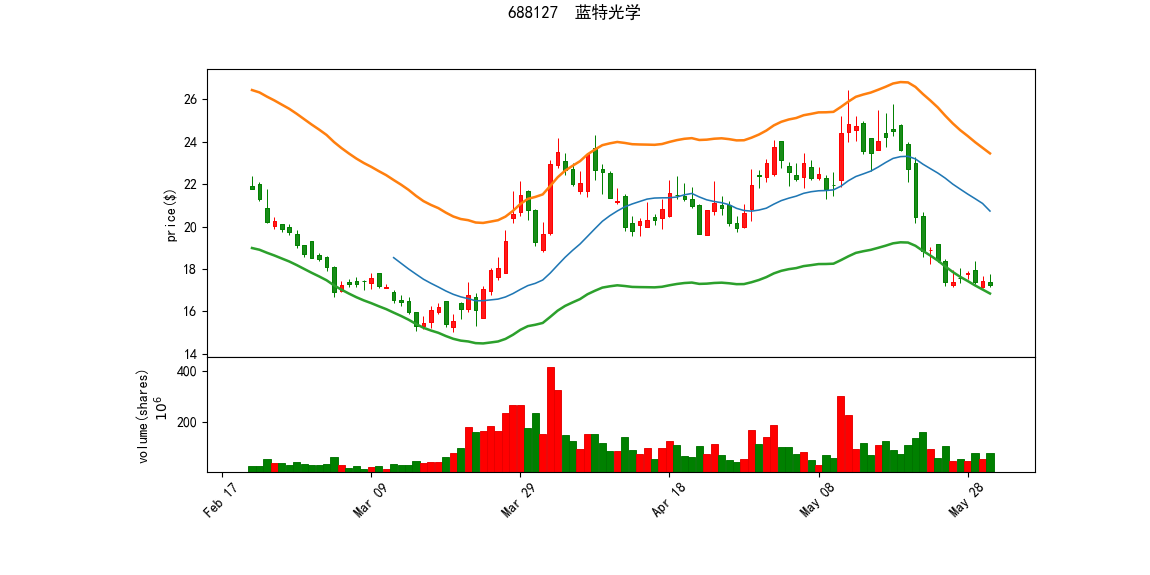 688127 蓝特光学
price($)
26
24
22
20
18
16
14
volume(shares)
10^6
400
200
Feb 17
Mar 09
Mar 29
Apr 18
May 08
May 28